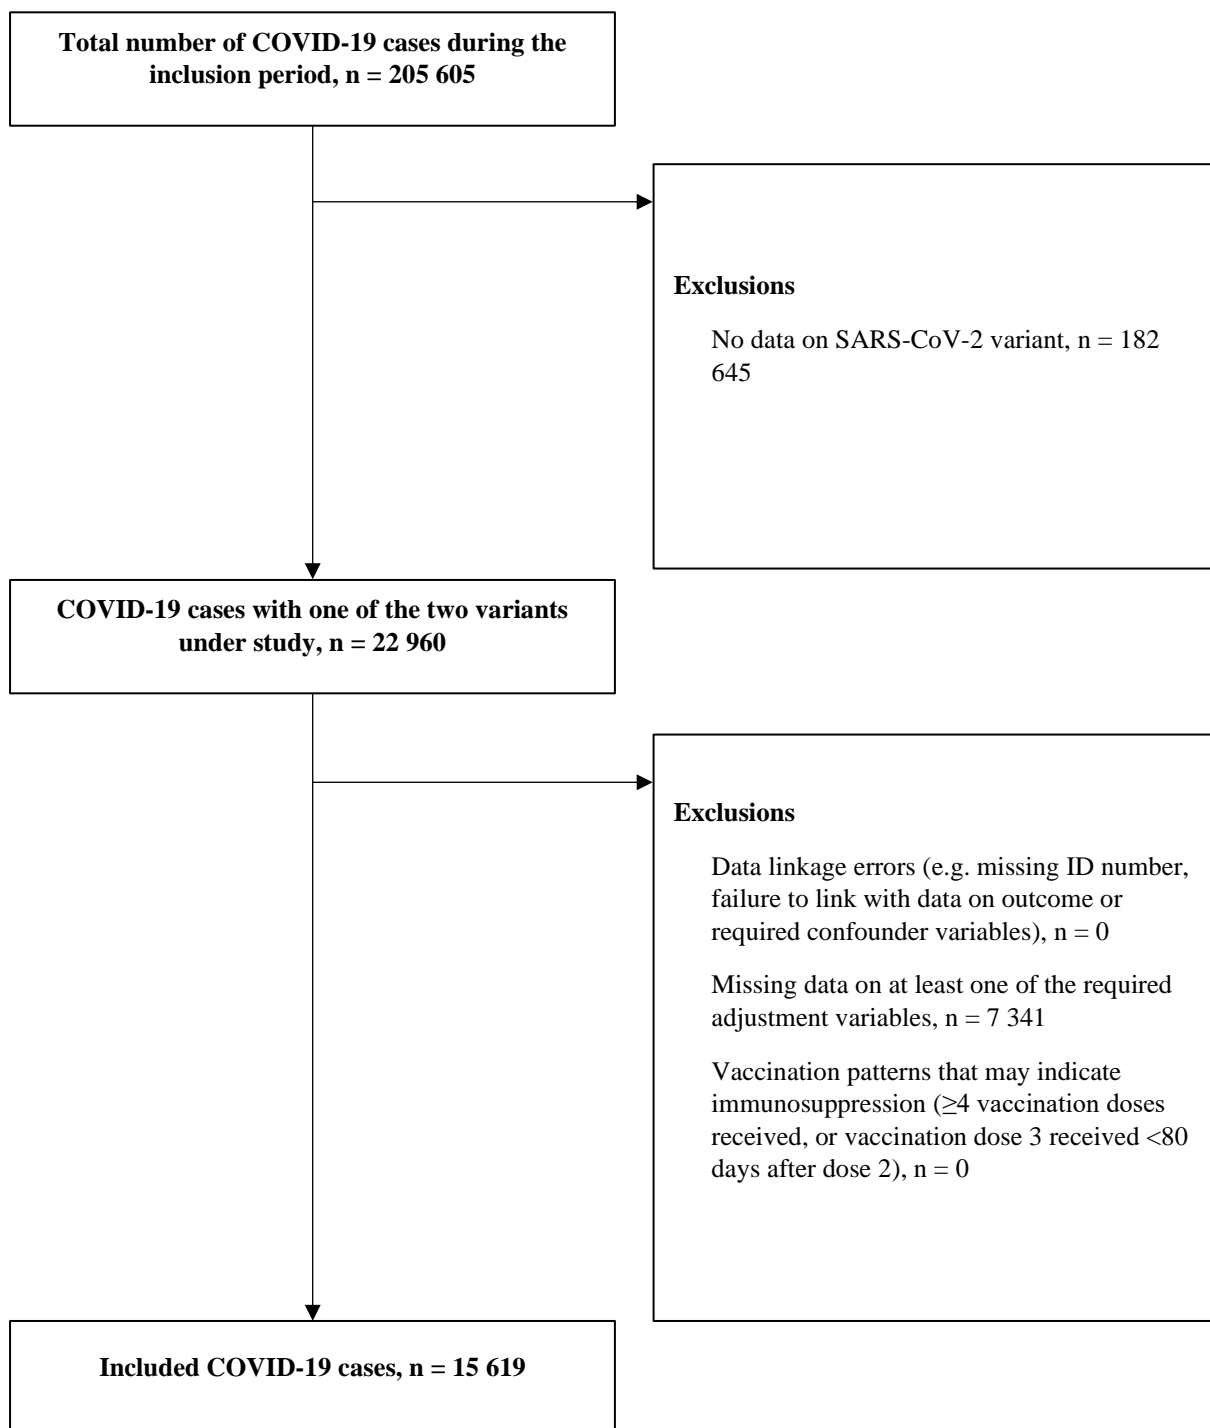 Total number of COVID-19 cases during the
inclusion period, n = 205 605
Exclusions
No data on SARS-CoV-2 variant, n = 182
645
COVID-19 cases with one of the two variants
under study, n = 22 960
Exclusions
Data linkage errors (e.g. missing ID number,
failure to link with data on outcome or
required confounder variables), n = 0
Missing data on at least one of the required
adjustment variables, n = 7 341
Vaccination patterns that may indicate
immunosuppression (≥4 vaccination doses
received, or vaccination dose 3 received <80
days after dose 2), n = 0
Included COVID-19 cases, n = 15 619